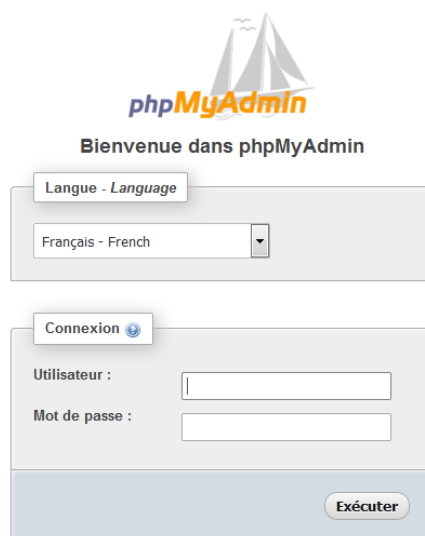 phpMyAdmin
Bienvenue dans phpMyAdmin
Langue - Language
Français - French
Connexion
Utilisateur :
Mot de passe :
Exécuter